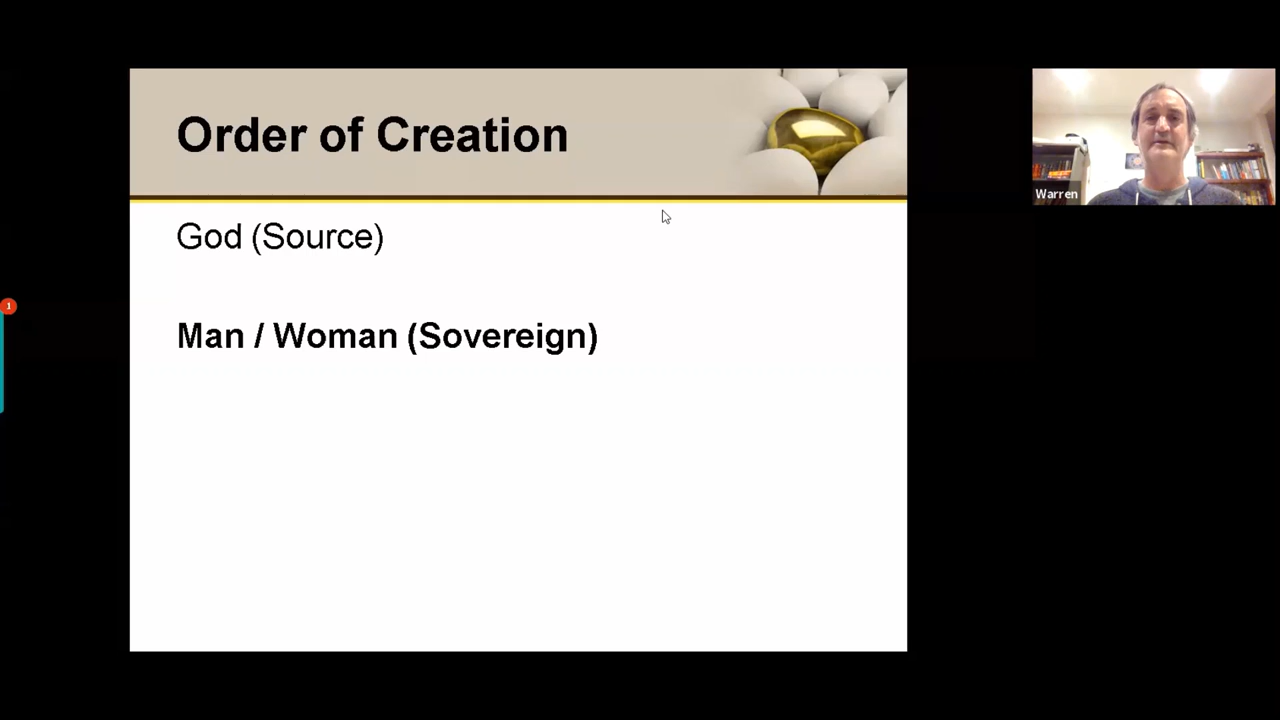 Order of Creation
God (Source)
Man / Woman (Sovereign)
Warren
1